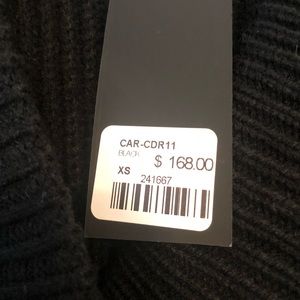 CAR-CDR11
BLACK
$ 168.00
XS
241667